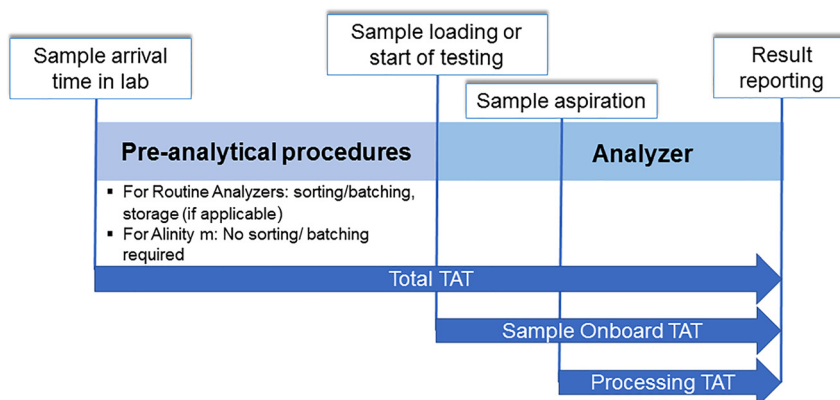 Sample arrival
time in lab
Sample loading or
start of testing
Sample aspiration
Result
reporting
Pre-analytical procedures
Analyzer
▪ For Routine Analyzers: sorting/batching,
storage (if applicable)
▪ For Alinity m: No sorting/ batching
required
Total TAT
Sample Onboard TAT
Processing TAT